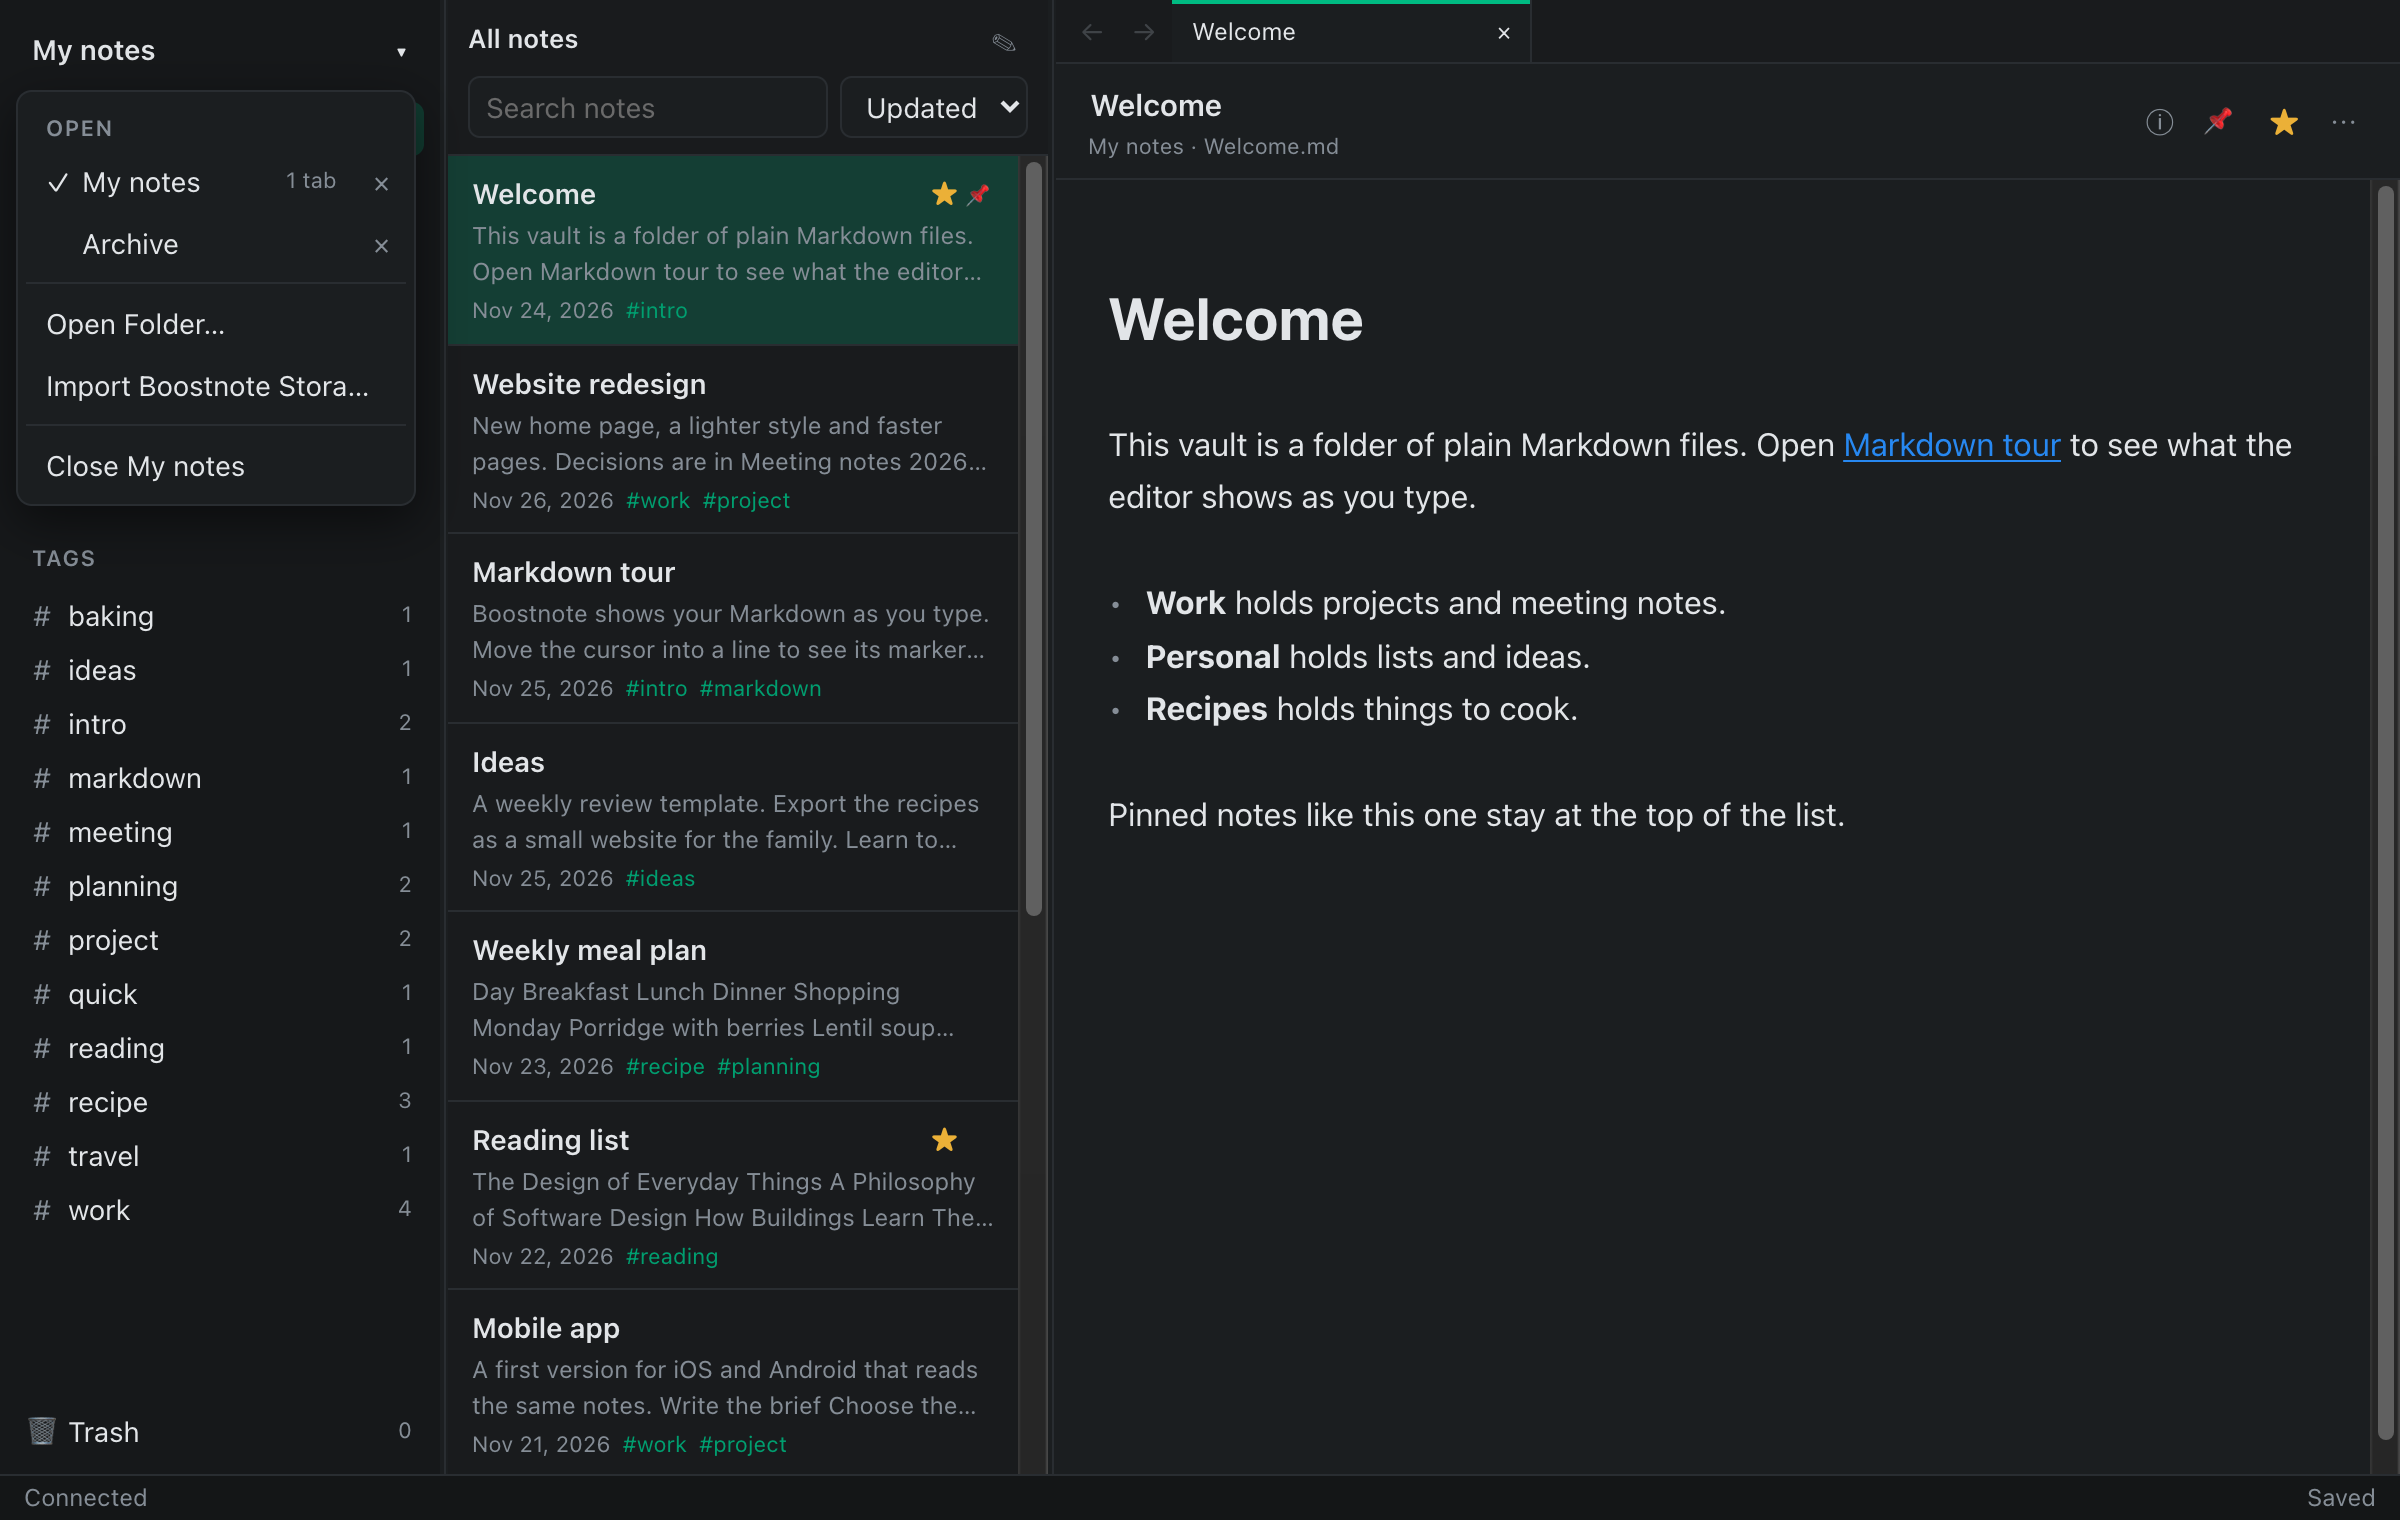 My notes
OPEN
My notes 1 tab
Archive
Open Folder...
Import Boostnote Stora...
Close My notes
TAGS
# baking 1
# ideas 1
# intro 2
# markdown 1
# meeting 1
# planning 2
# project 2
# quick 1
# reading 1
# recipe 3
# travel 1
# work 4
Trash 0
All notes
Search notes Updated
Welcome
This vault is a folder of plain Markdown files.
Open Markdown tour to see what the editor...
Nov 24, 2026 #intro
Website redesign
New home page, a lighter style and faster
pages. Decisions are in Meeting notes 2026...
Nov 26, 2026 #work #project
Markdown tour
Boostnote shows your Markdown as you type.
Move the cursor into a line to see its marker...
Nov 25, 2026 #intro #markdown
Ideas
A weekly review template. Export the recipes
as a small website for the family. Learn to...
Nov 25, 2026 #ideas
Weekly meal plan
Day Breakfast Lunch Dinner Shopping
Monday Porridge with berries Lentil soup...
Nov 23, 2026 #recipe #planning
Reading list
The Design of Everyday Things A Philosophy
of Software Design How Buildings Learn The...
Nov 22, 2026 #reading
Mobile app
A first version for iOS and Android that reads
the same notes. Write the brief Choose the...
Nov 21, 2026 #work #project
Welcome
Welcome
My notes · Welcome.md
Welcome
This vault is a folder of plain Markdown files. Open Markdown tour to see what the
editor shows as you type.
• Work holds projects and meeting notes.
• Personal holds lists and ideas.
• Recipes holds things to cook.
Pinned notes like this one stay at the top of the list.
Connected
Saved